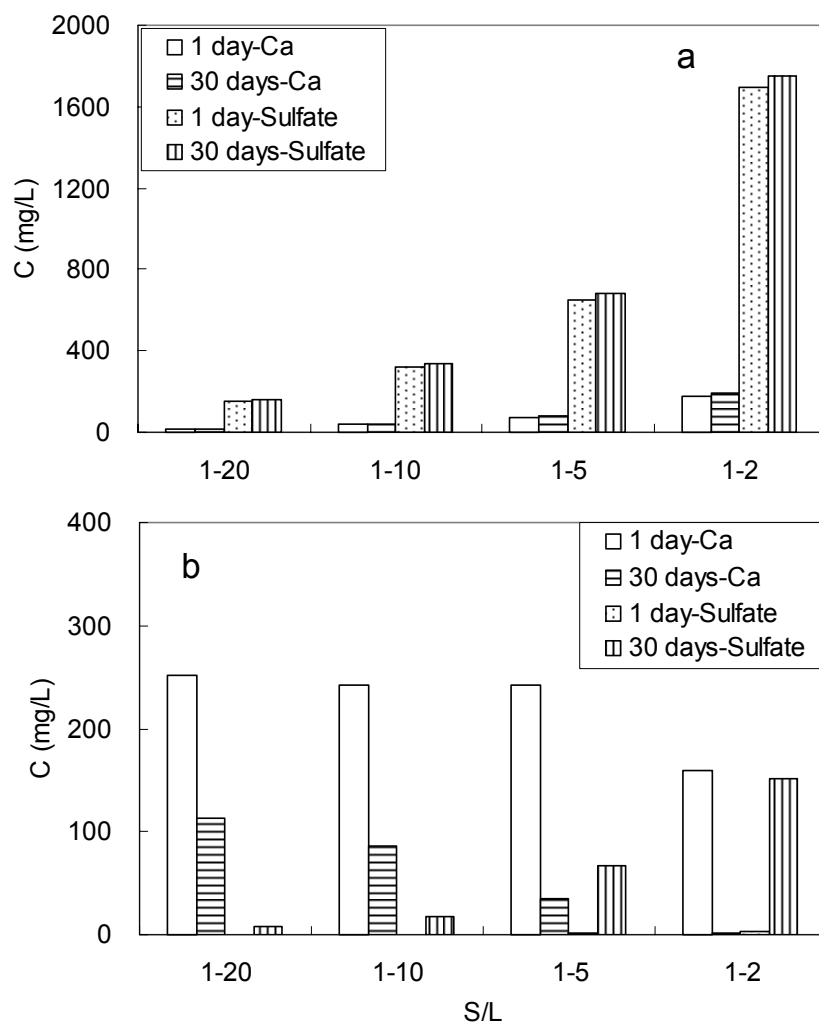 2000
1600
1200
800
400
0
C (mg/L)
1 day-Ca
30 days-Ca
1 day-Sulfate
30 days-Sulfate
a
1-20 1-10 1-5 1-2
400
300
200
100
0
C (mg/L)
b
1 day-Ca
30 days-Ca
1 day-Sulfate
30 days-Sulfate
1-20 1-10 1-5 1-2
S/L